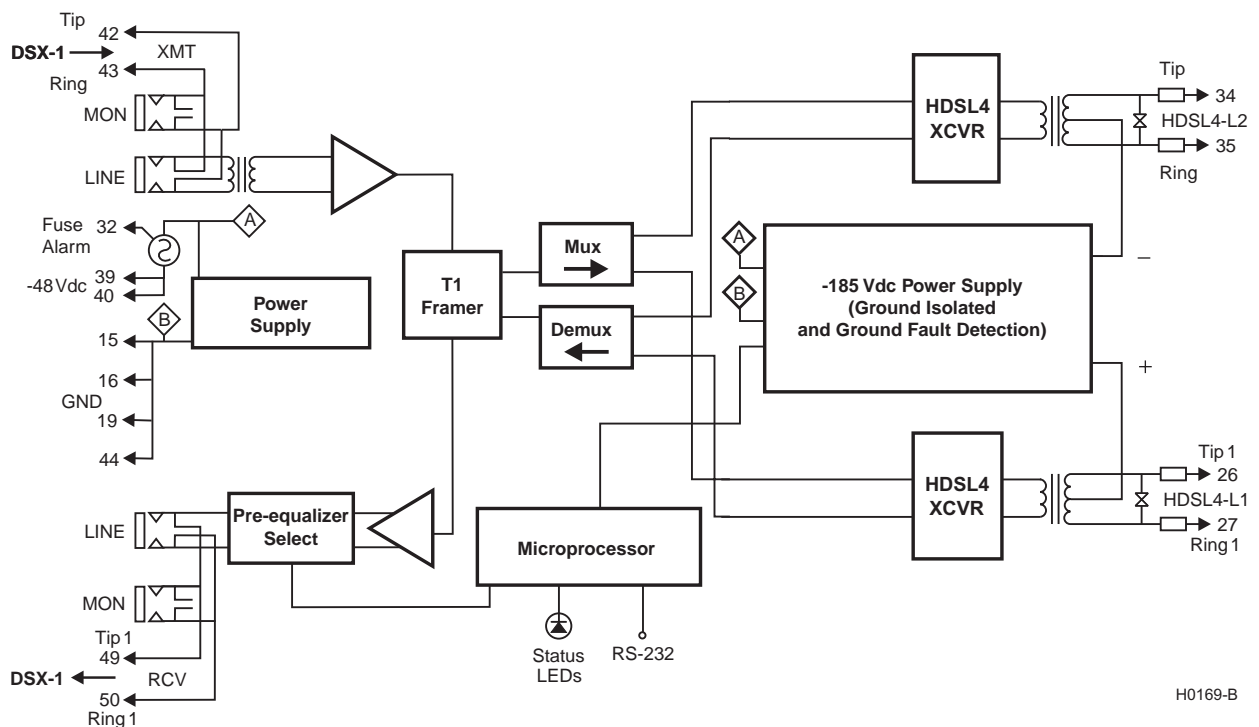 Tip
42
DSX-1
XMT
43
Ring
MON
LINE
Fuse
Alarm
32
A
39
-48 Vdc
40
B
Power
Supply
15
16
GND
19
44
T1
Framer
Mux
Demux
HDSL4
XCVR
Tip
34
HDSL4-L2
35
Ring
A
B
-185 Vdc Power Supply
(Ground Isolated
and Ground Fault Detection)
−
+
HDSL4
XCVR
Tip 1
26
HDSL4-L1
27
Ring 1
LINE
Pre-equalizer
Select
Microprocessor
MON
Tip 1
49
DSX-1
RCV
50
Ring 1
Status
LEDs
RS-232
H0169-B